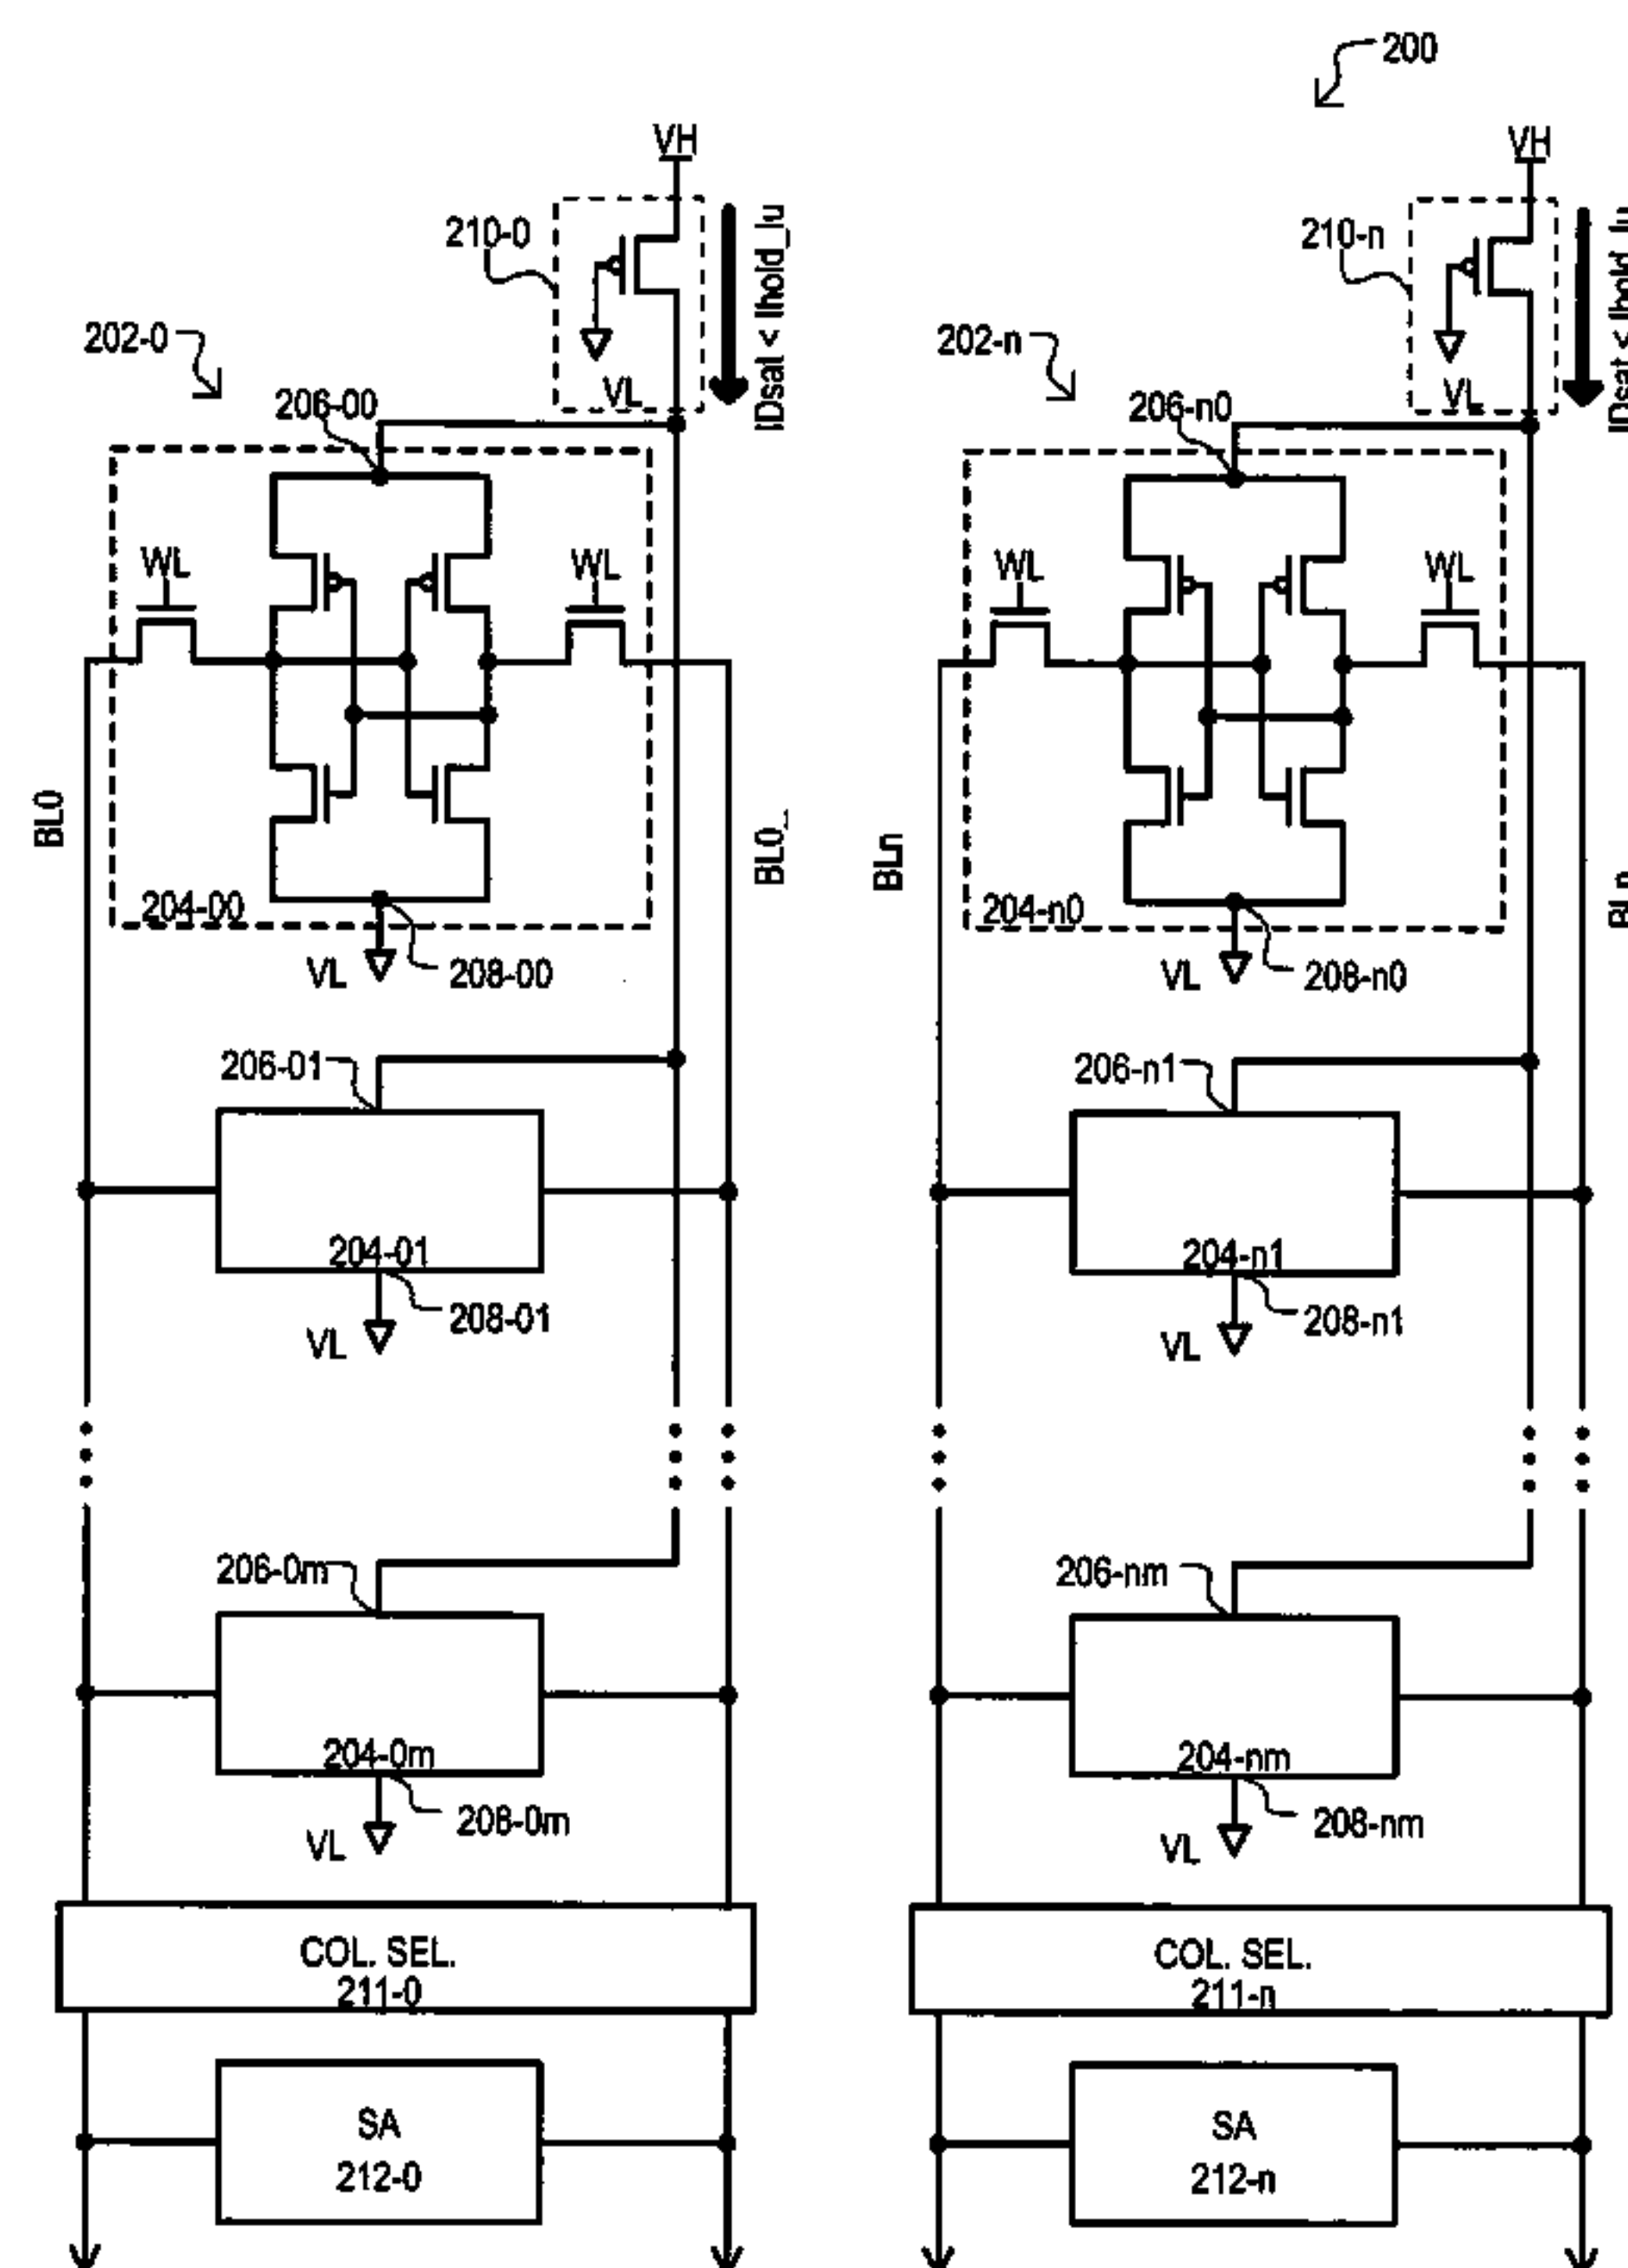 200
VH
VH
210-0
210-n
IDsat < Ihold_lu
IDsat < Ihold_lu
202-0
202-n
VL
VL
206-00
206-n0
WL
WL
WL
WL
BL0
BL0_
BLn
204-00
204-n0
VL
208-00
VL
208-n0
206-01
206-n1
204-01
204-n1
208-01
208-n1
VL
VL
206-0m
206-nm
204-0m
204-nm
208-0m
208-nm
VL
VL
COL. SEL.
211-0
COL. SEL.
211-n
SA
212-0
SA
212-n